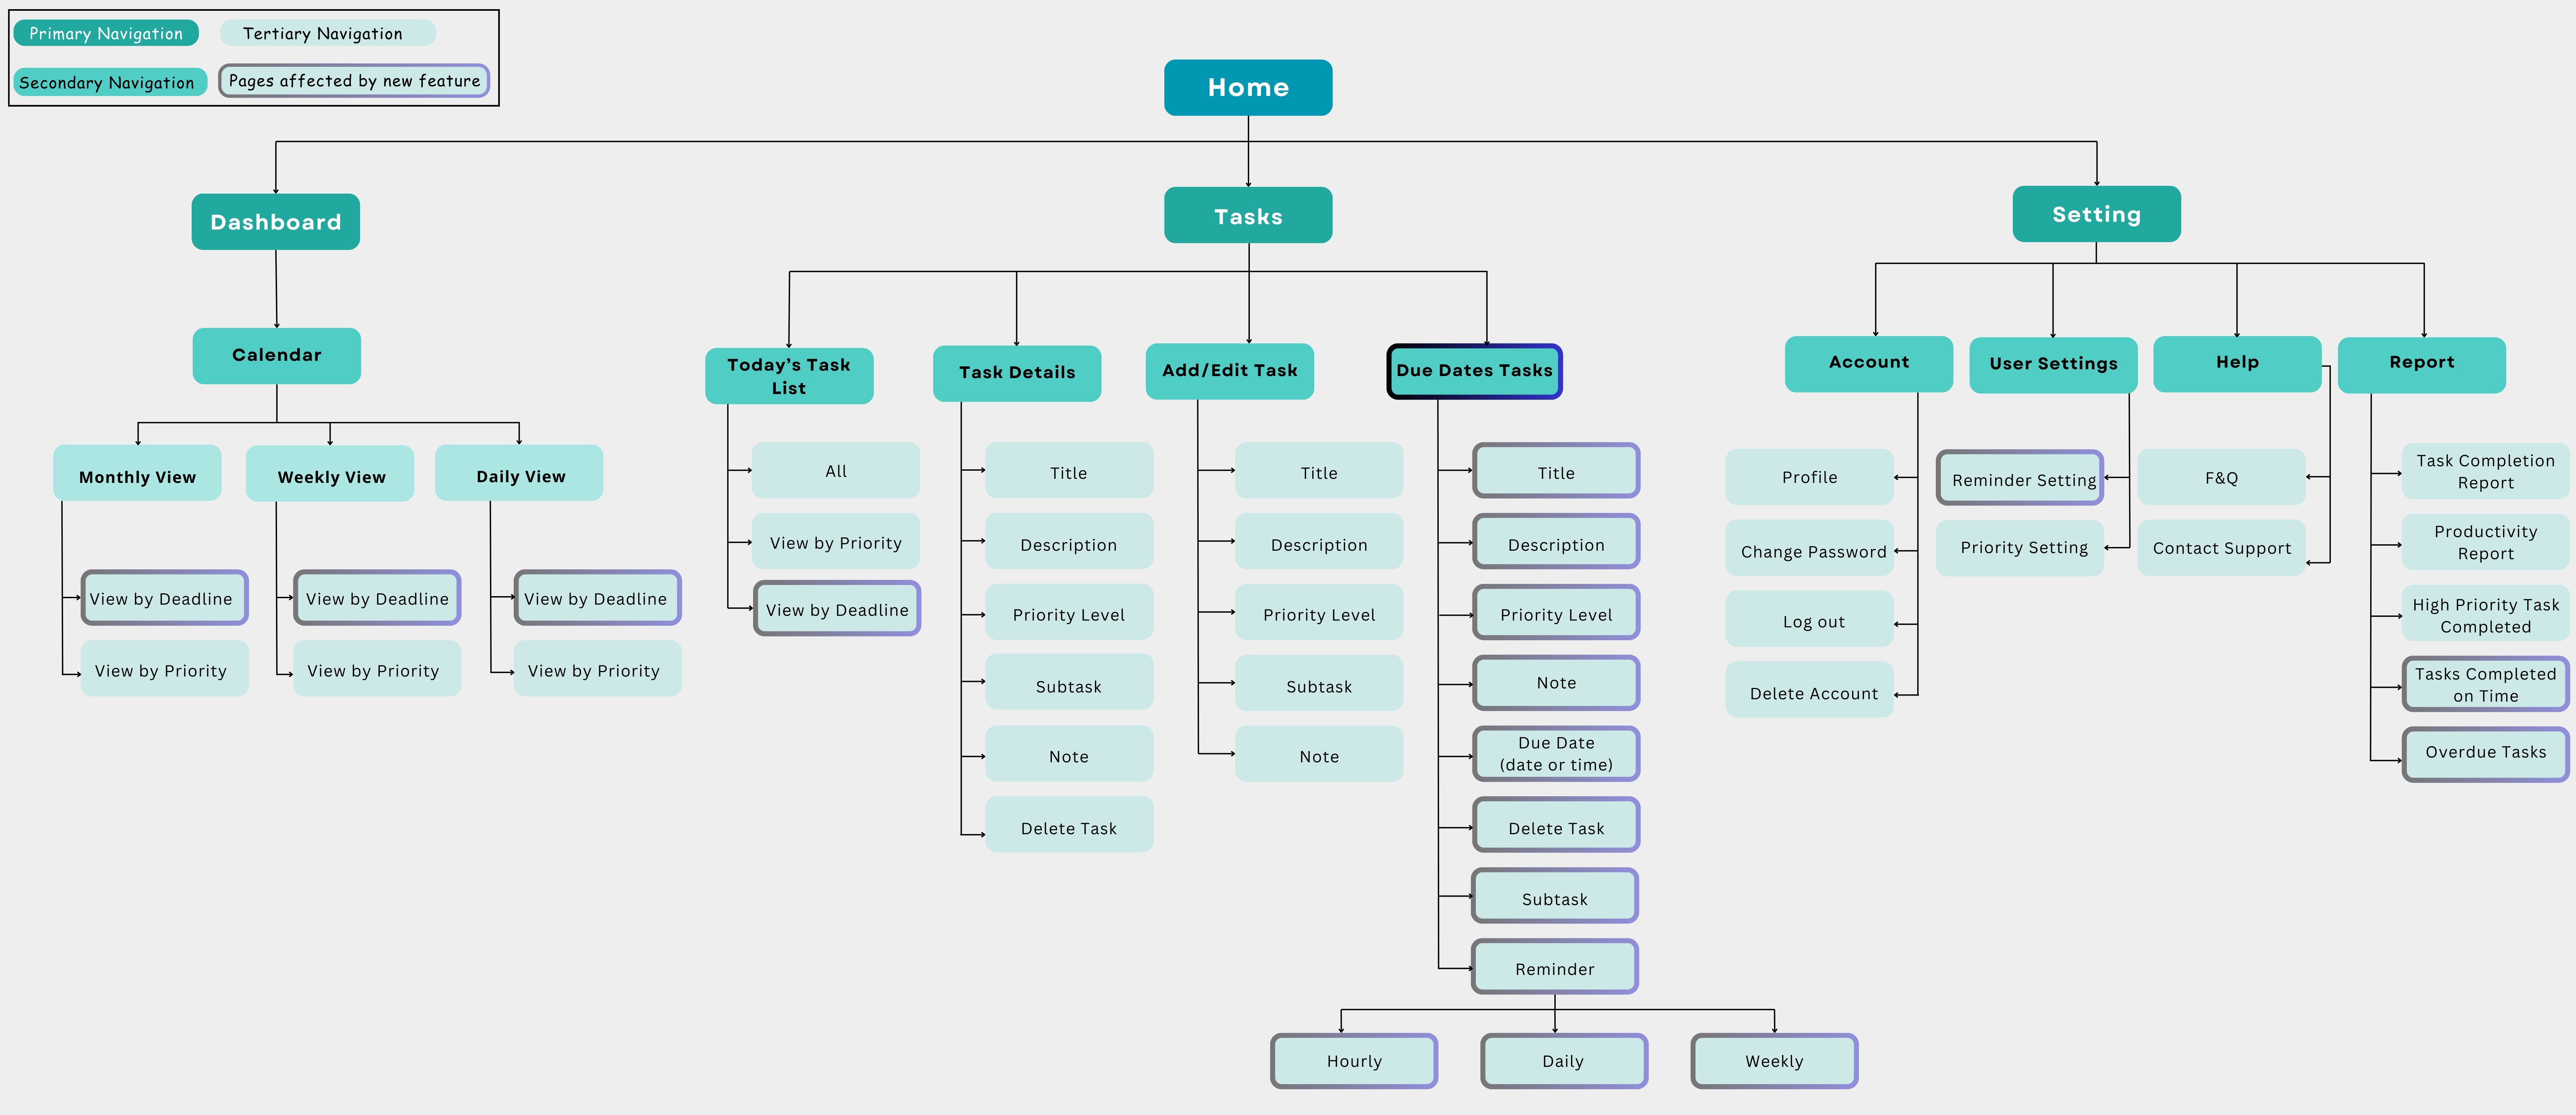 Primary Navigation
Tertiary Navigation
Secondary Navigation
Pages affected by new feature
Home
Dashboard
Tasks
Setting
Calendar
Monthly View
Weekly View
Daily View
View by Deadline
View by Priority
View by Deadline
View by Priority
View by Deadline
View by Priority
Today’s Task
List
All
View by Priority
View by Deadline
Task Details
Title
Description
Priority Level
Subtask
Note
Delete Task
Add/Edit Task
Title
Description
Priority Level
Subtask
Note
Due Dates Tasks
Title
Description
Priority Level
Note
Due Date
(date or time)
Delete Task
Subtask
Reminder
Hourly
Daily
Weekly
Account
Profile
Change Password
Log out
Delete Account
User Settings
Reminder Setting
Priority Setting
Help
F&Q
Contact Support
Report
Task Completion
Report
Productivity
Report
High Priority Task
Completed
Tasks Completed
on Time
Overdue Tasks